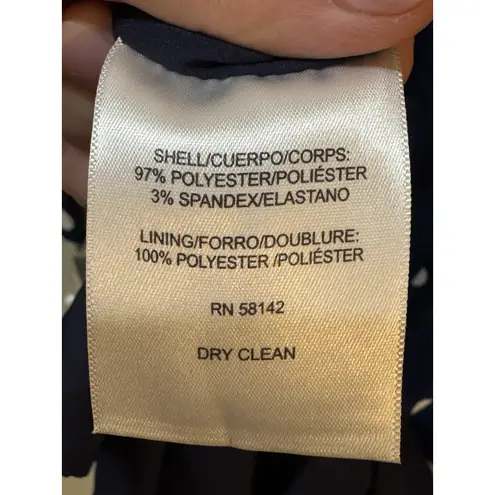 SHELL/CUERPO/CORPS:
97% POLYESTER/POLIÉSTER
3% SPANDEX/ELASTANO
LINING/FORRO/DOUBLURE:
100% POLYESTER /POLIÉSTER
RN 58142
DRY CLEAN